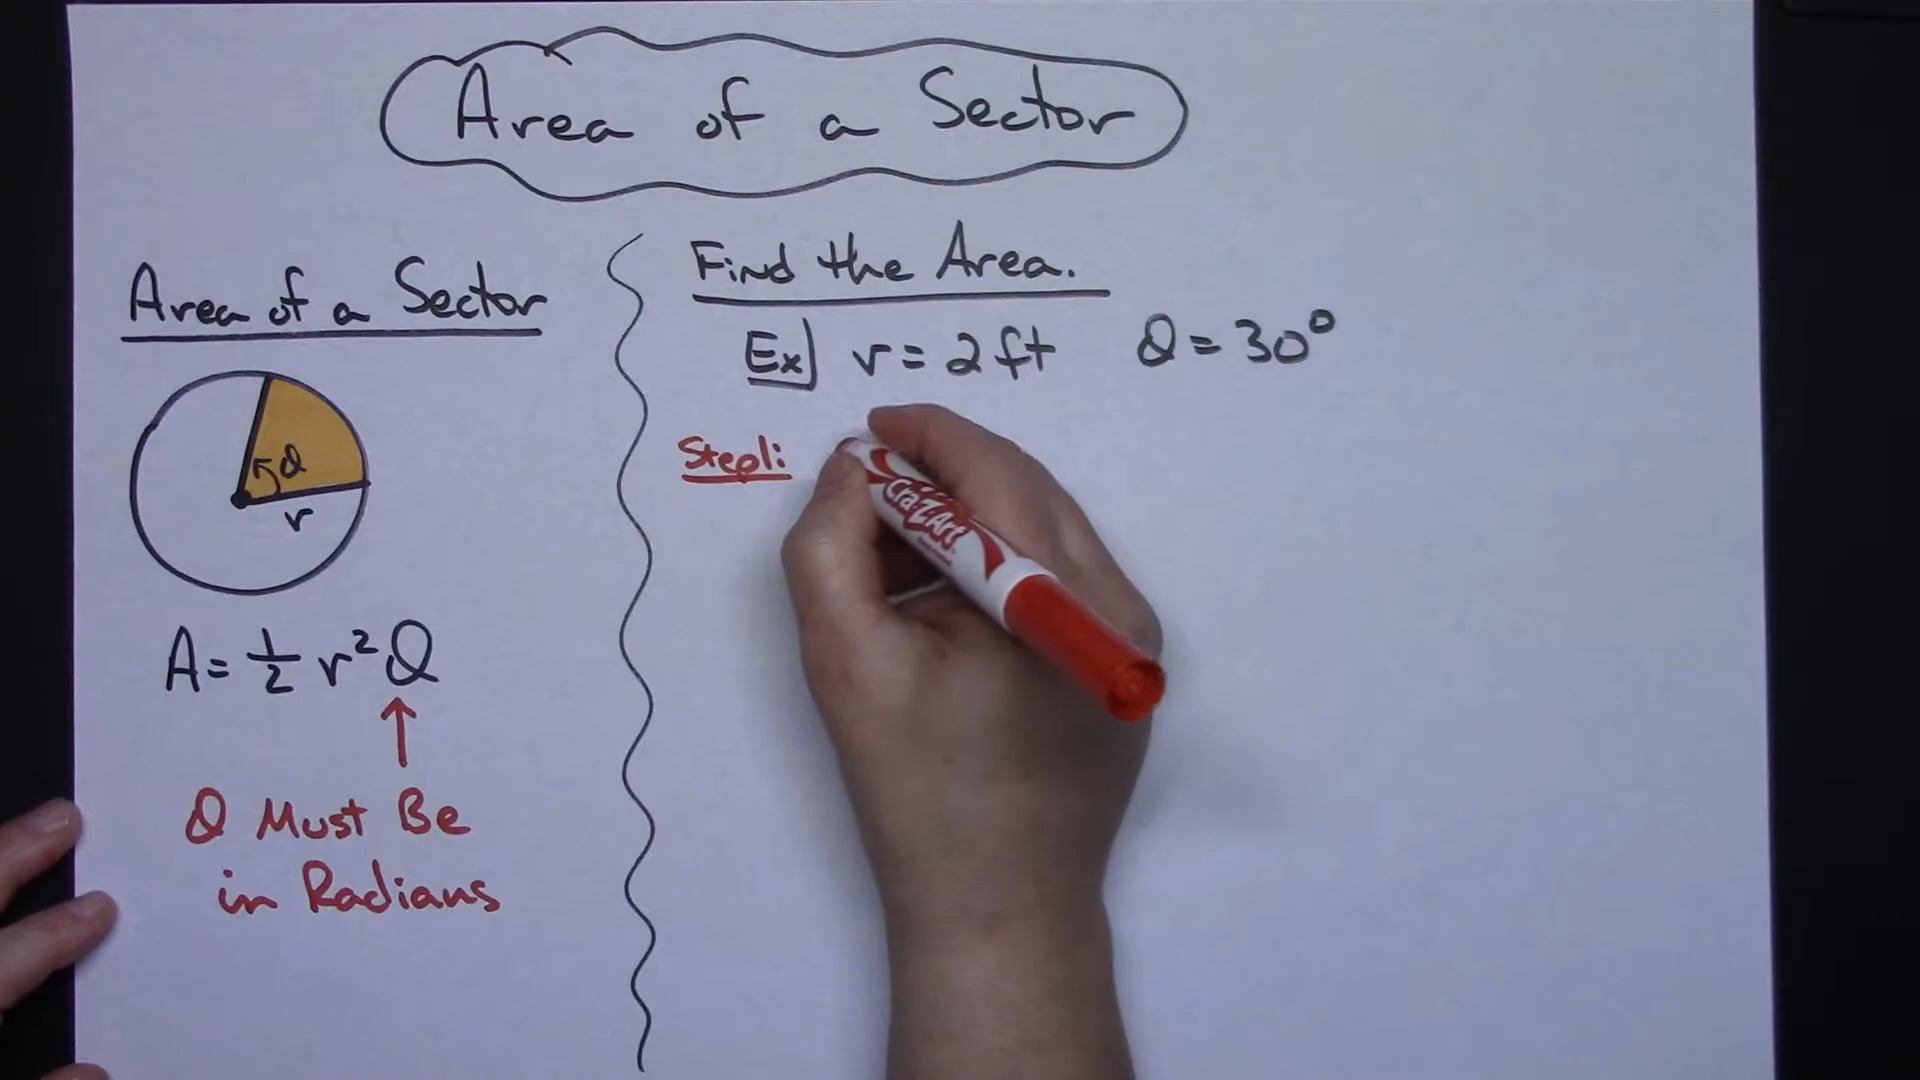 Area of a Sector
Area of a Sector
θ
r
A = 1/2 r² θ
θ Must Be
in Radians
Find the Area.
Ex) r = 2 ft θ = 30°
Step1:
Cra-Z-Art